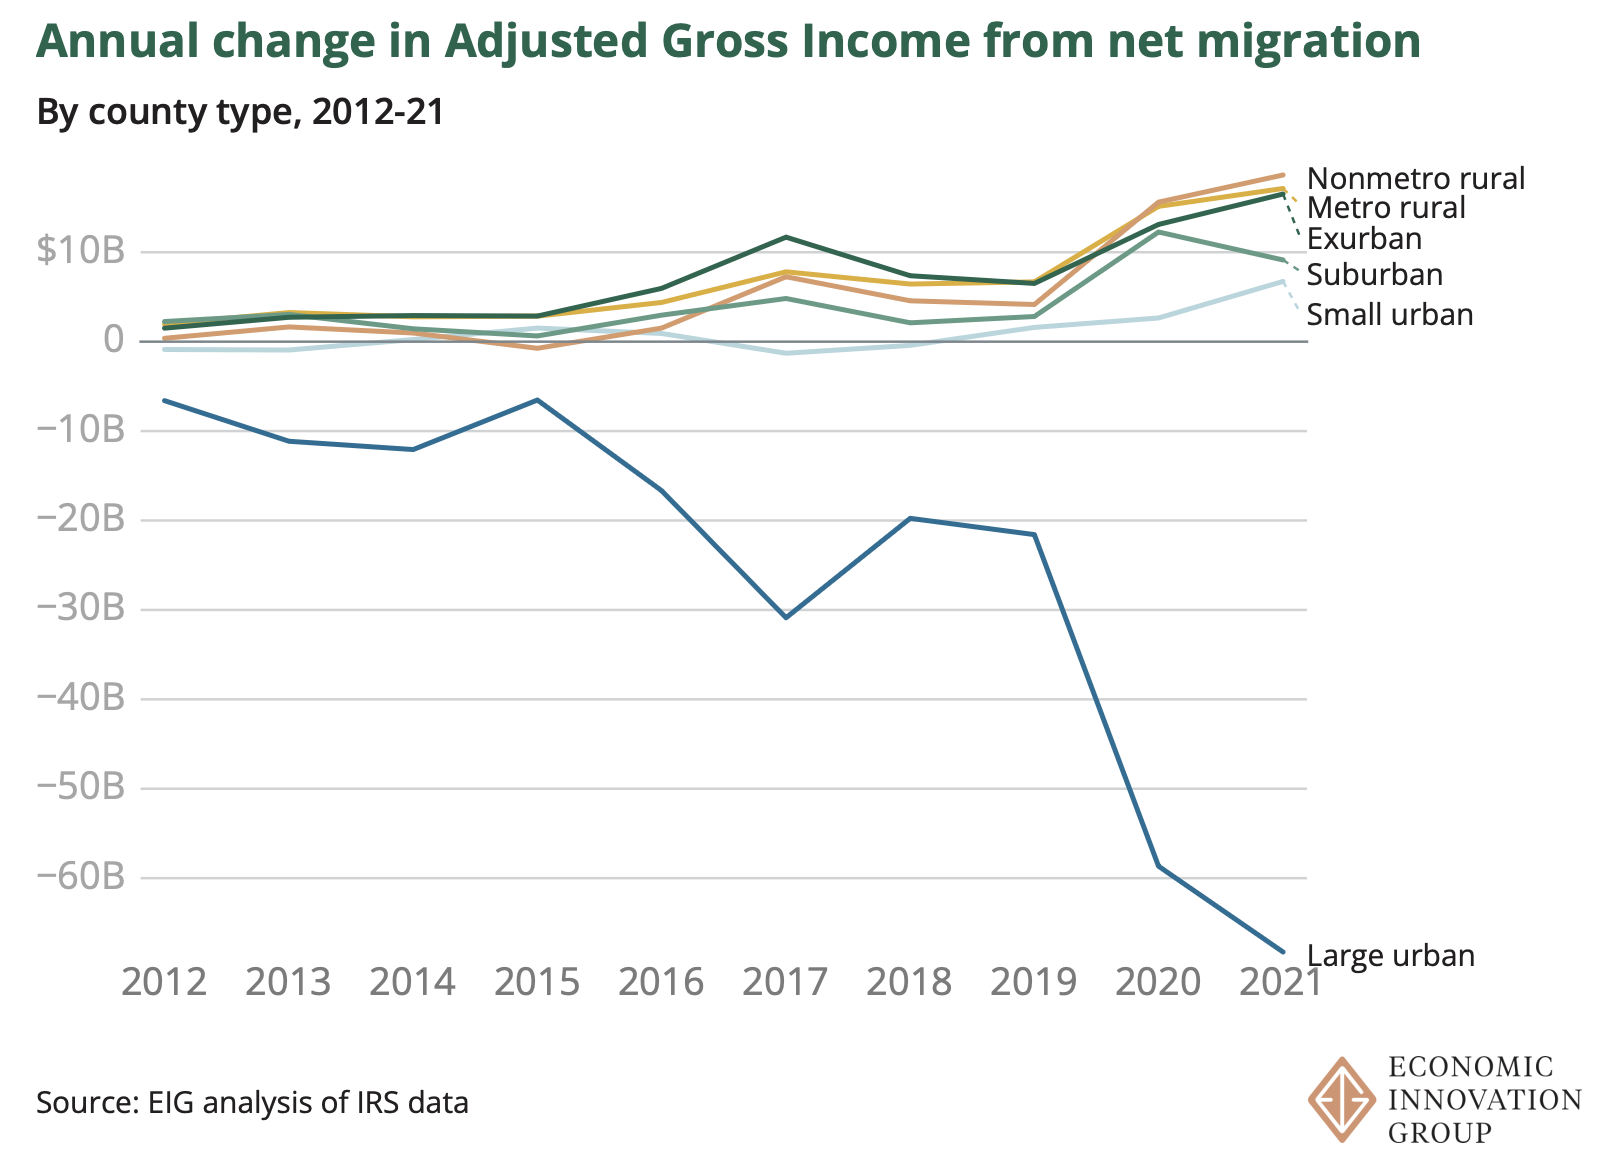 Annual change in Adjusted Gross Income from net migration
By county type, 2012-21
Nonmetro rural
Metro rural
Exurban
Suburban
Small urban
$10B
0
−10B
−20B
−30B
−40B
−50B
−60B
Large urban
2012 2013 2014 2015 2016 2017 2018 2019 2020 2021
Source: EIG analysis of IRS data
ECONOMIC
INNOVATION
GROUP